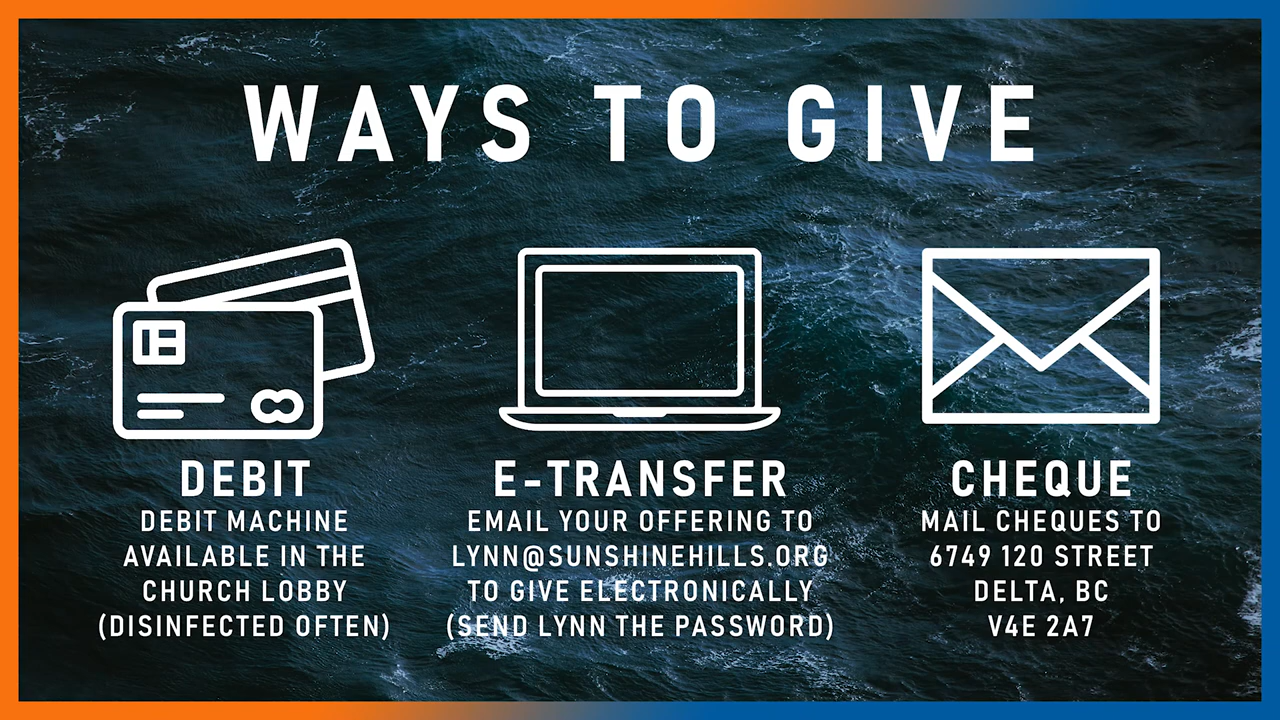 WAYS TO GIVE
DEBIT
DEBIT MACHINE
AVAILABLE IN THE
CHURCH LOBBY
(DISINFECTED OFTEN)
E-TRANSFER
EMAIL YOUR OFFERING TO
LYNN@SUNSHINEHILLS.ORG
TO GIVE ELECTRONICALLY
(SEND LYNN THE PASSWORD)
CHEQUE
MAIL CHEQUES TO
6749 120 STREET
DELTA, BC
V4E 2A7